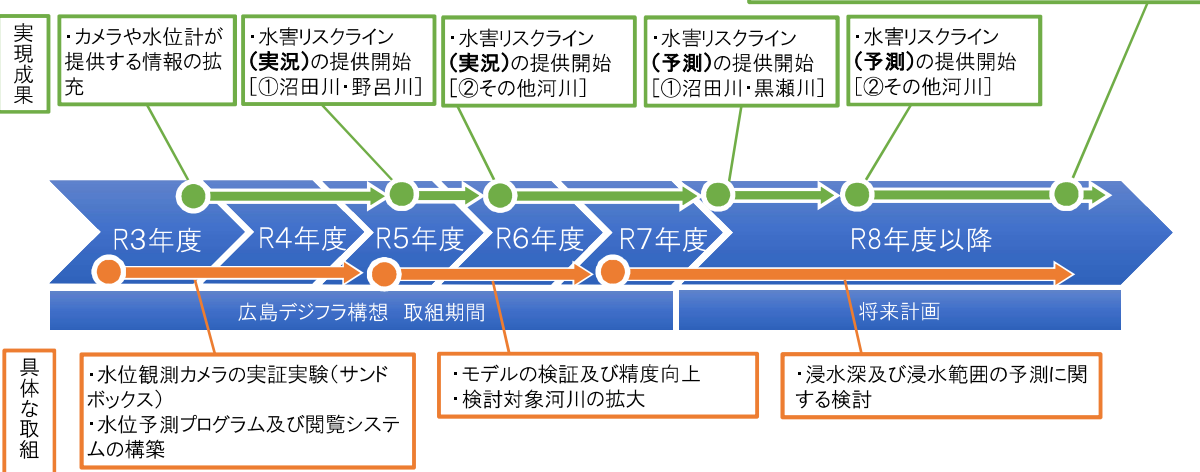 実現成果
・カメラや水位計が
提供する情報の拡
充
・水害リスクライン
(実況)の提供開始
[①沼田川・野呂川]
・水害リスクライン
(実況)の提供開始
[②その他河川]
・水害リスクライン
(予測)の提供開始
[①沼田川・黒瀬川]
・水害リスクライン
(予測)の提供開始
[②その他河川]
R3年度
R4年度
R5年度
R6年度
R7年度
R8年度以降
広島デジフラ構想 取組期間
将来計画
具体な取組
・水位観測カメラの実証実験(サンド
ボックス)
・水位予測プログラム及び閲覧システ
ムの構築
・モデルの検証及び精度向上
・検討対象河川の拡大
・浸水深及び浸水範囲の予測に関
する検討